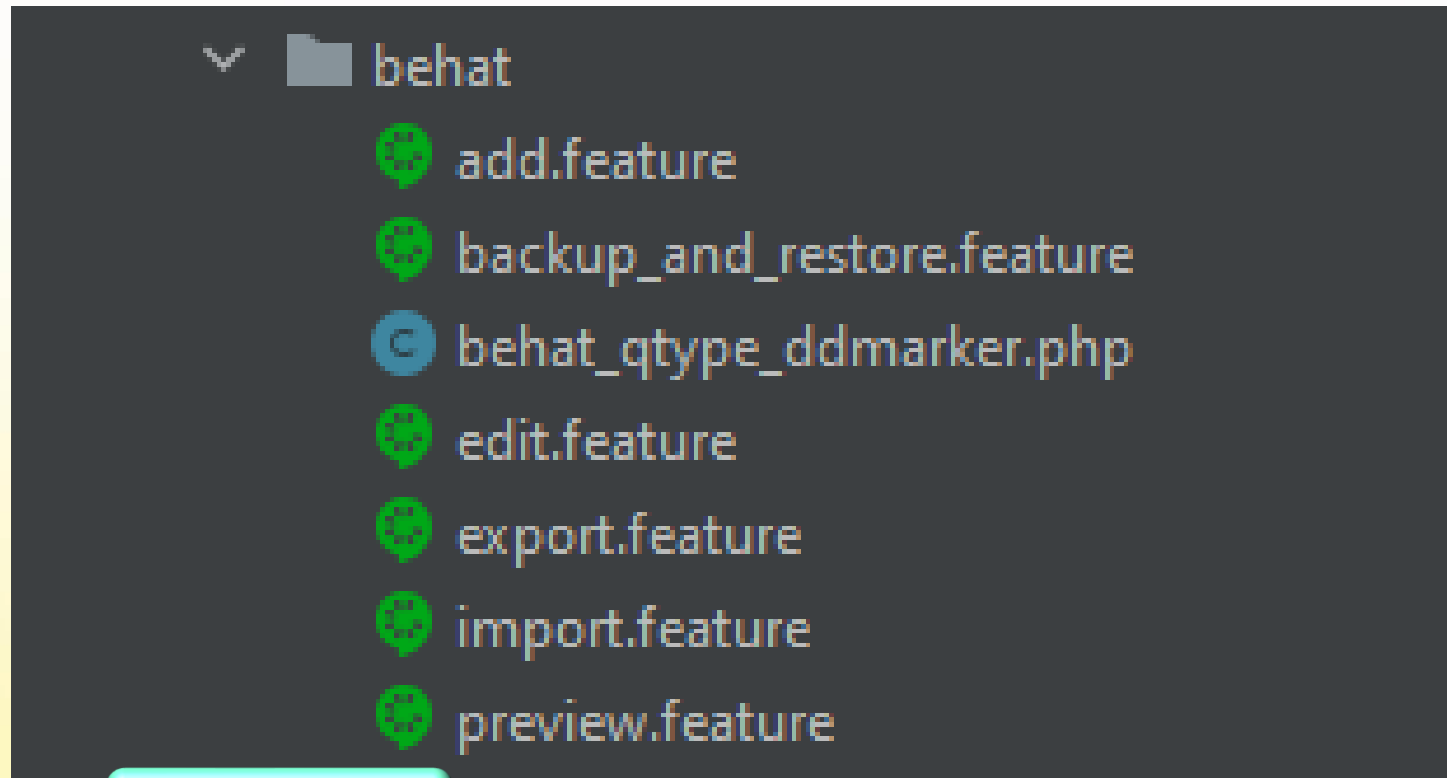 behat
add.feature
backup_and_restore.feature
behat_qtype_ddmarker.php
edit.feature
export.feature
import.feature
preview.feature